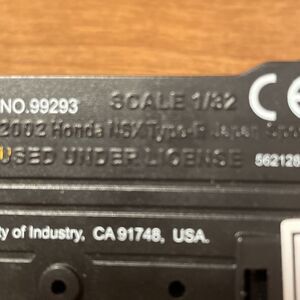 NO.99293 SCALE 1/32 CE
2002 Honda NSX Type-R Japan
USED UNDER LICENSE 562128
ty of Industry, CA 91748, USA.